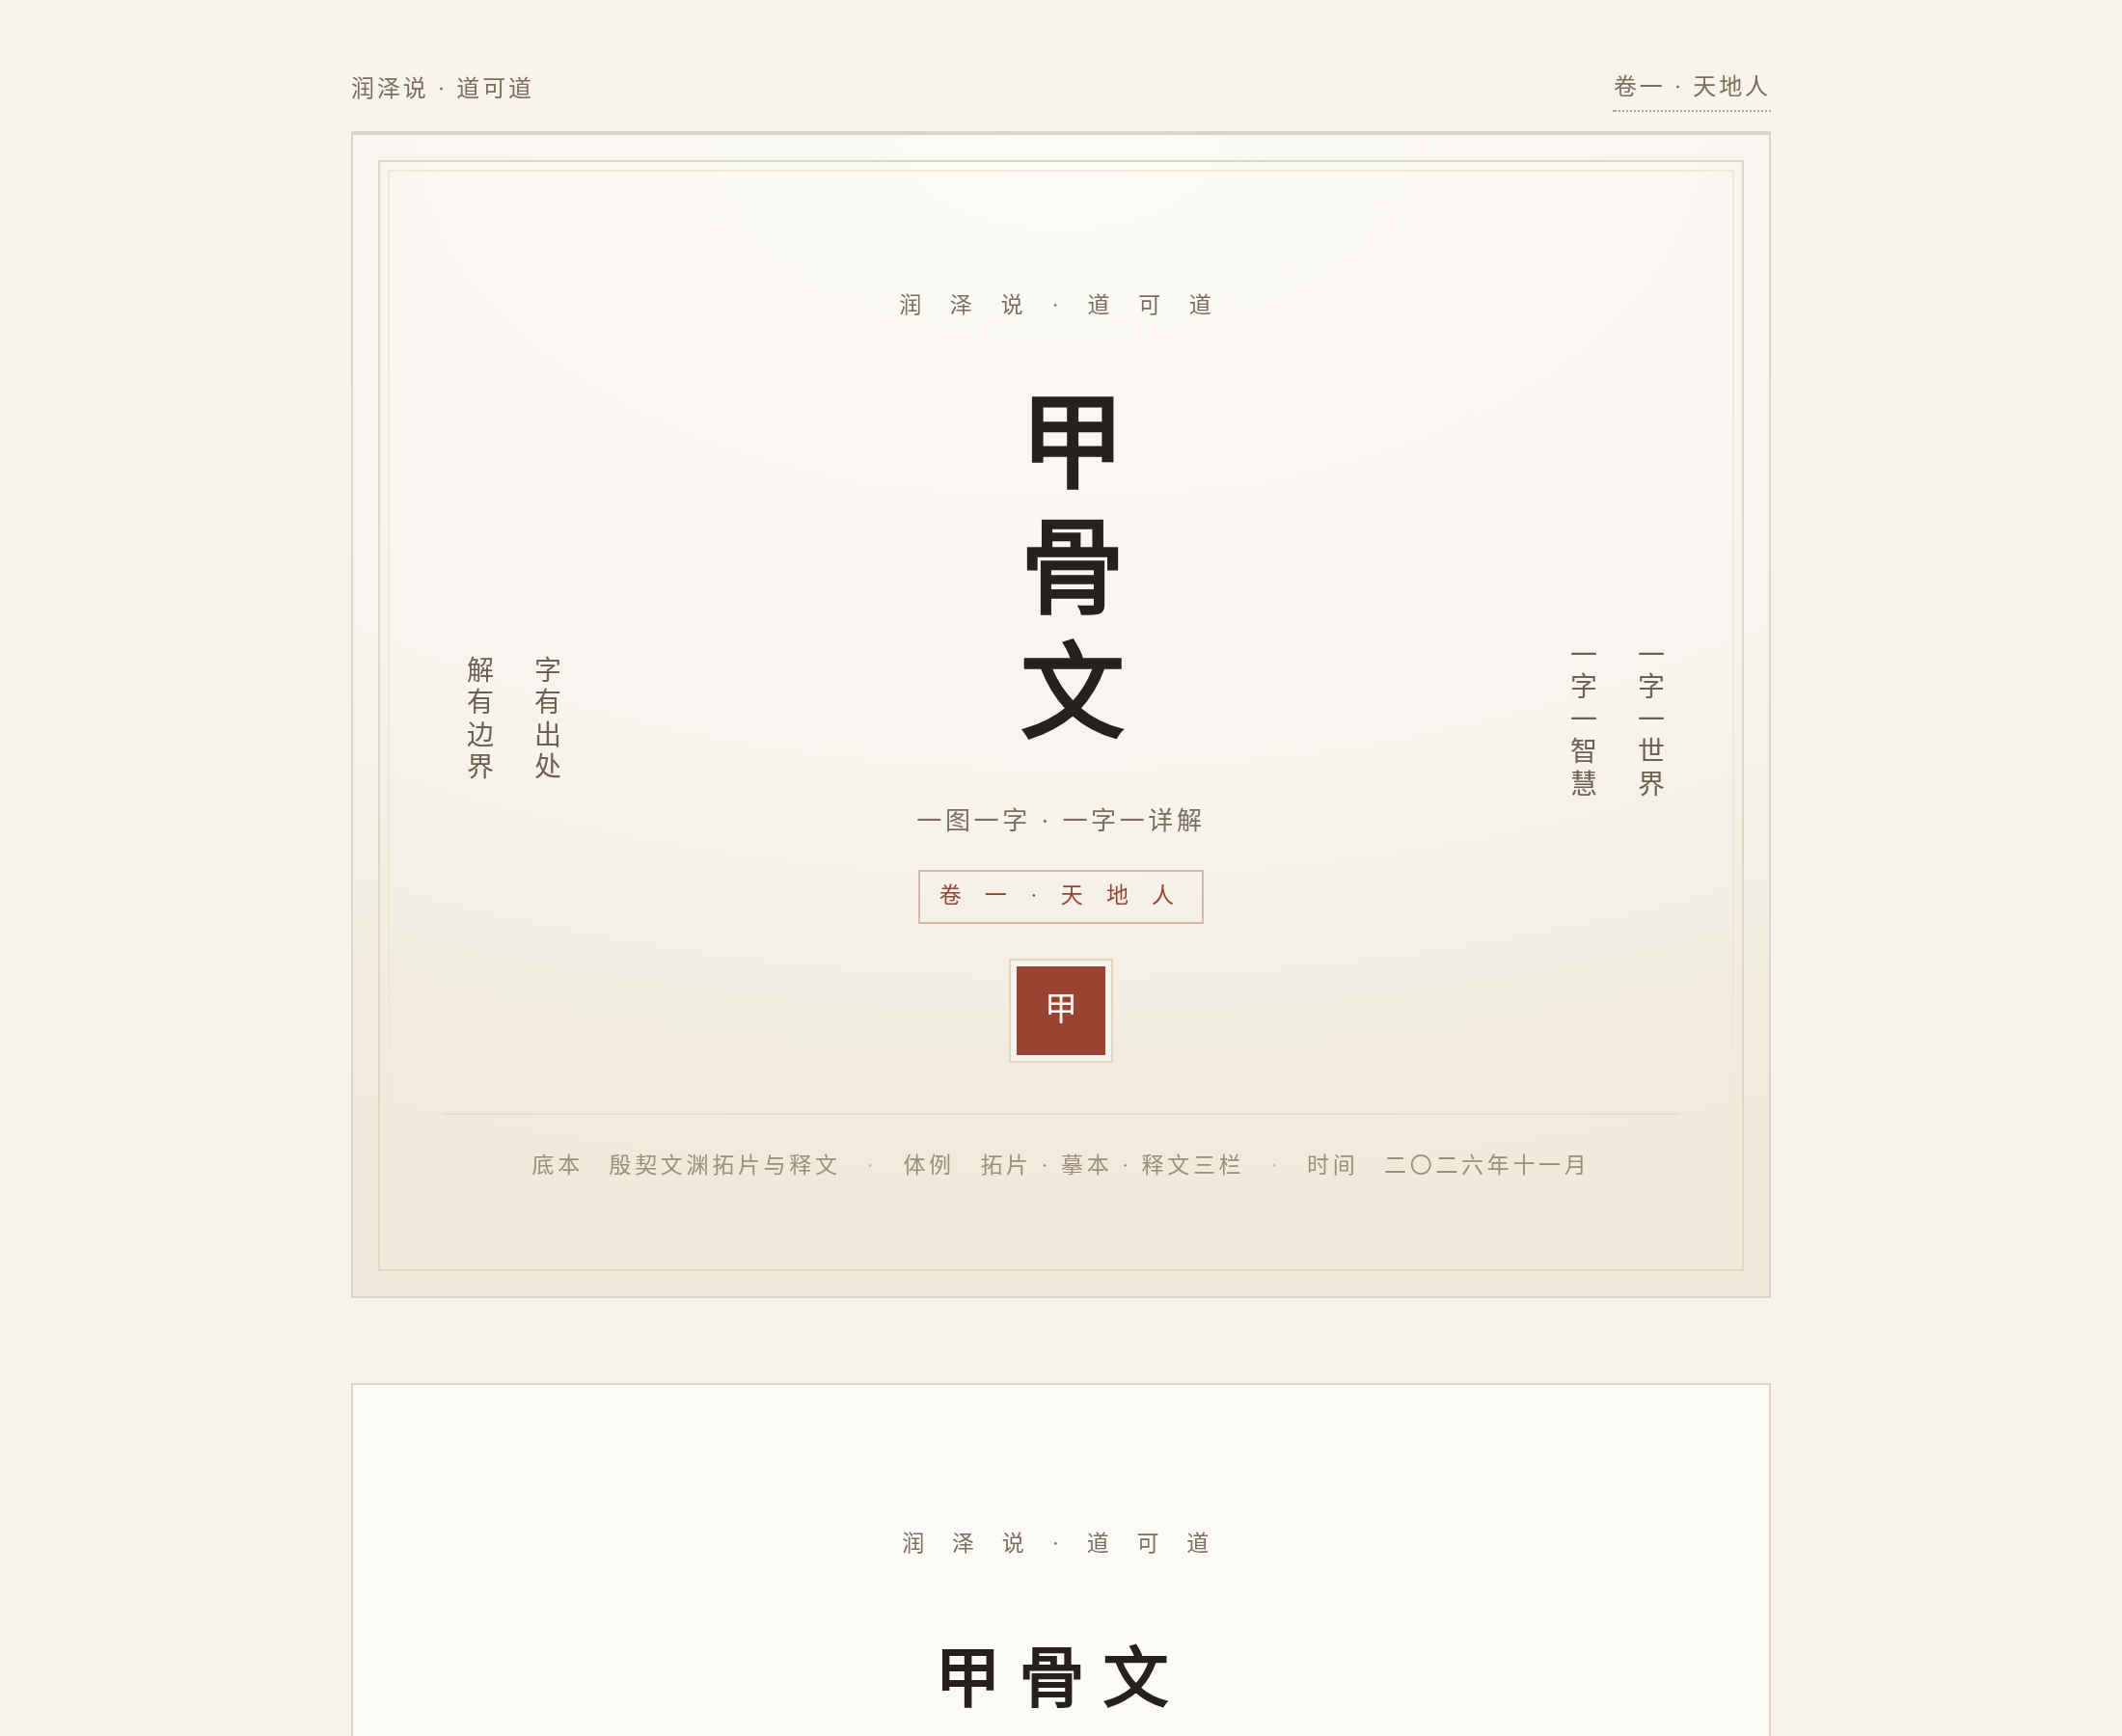 润泽说 · 道可道
卷一 · 天地人
润泽说 · 道可道
甲骨文
一字一世界
一字一智慧
字有出处
解有边界
一图一字 · 一字一详解
卷一 · 天地人
甲
底本 殷契文渊拓片与释文 · 体例 拓片 · 摹本 · 释文三栏 · 时间 二〇二六年十一月
润泽说 · 道可道
甲骨文